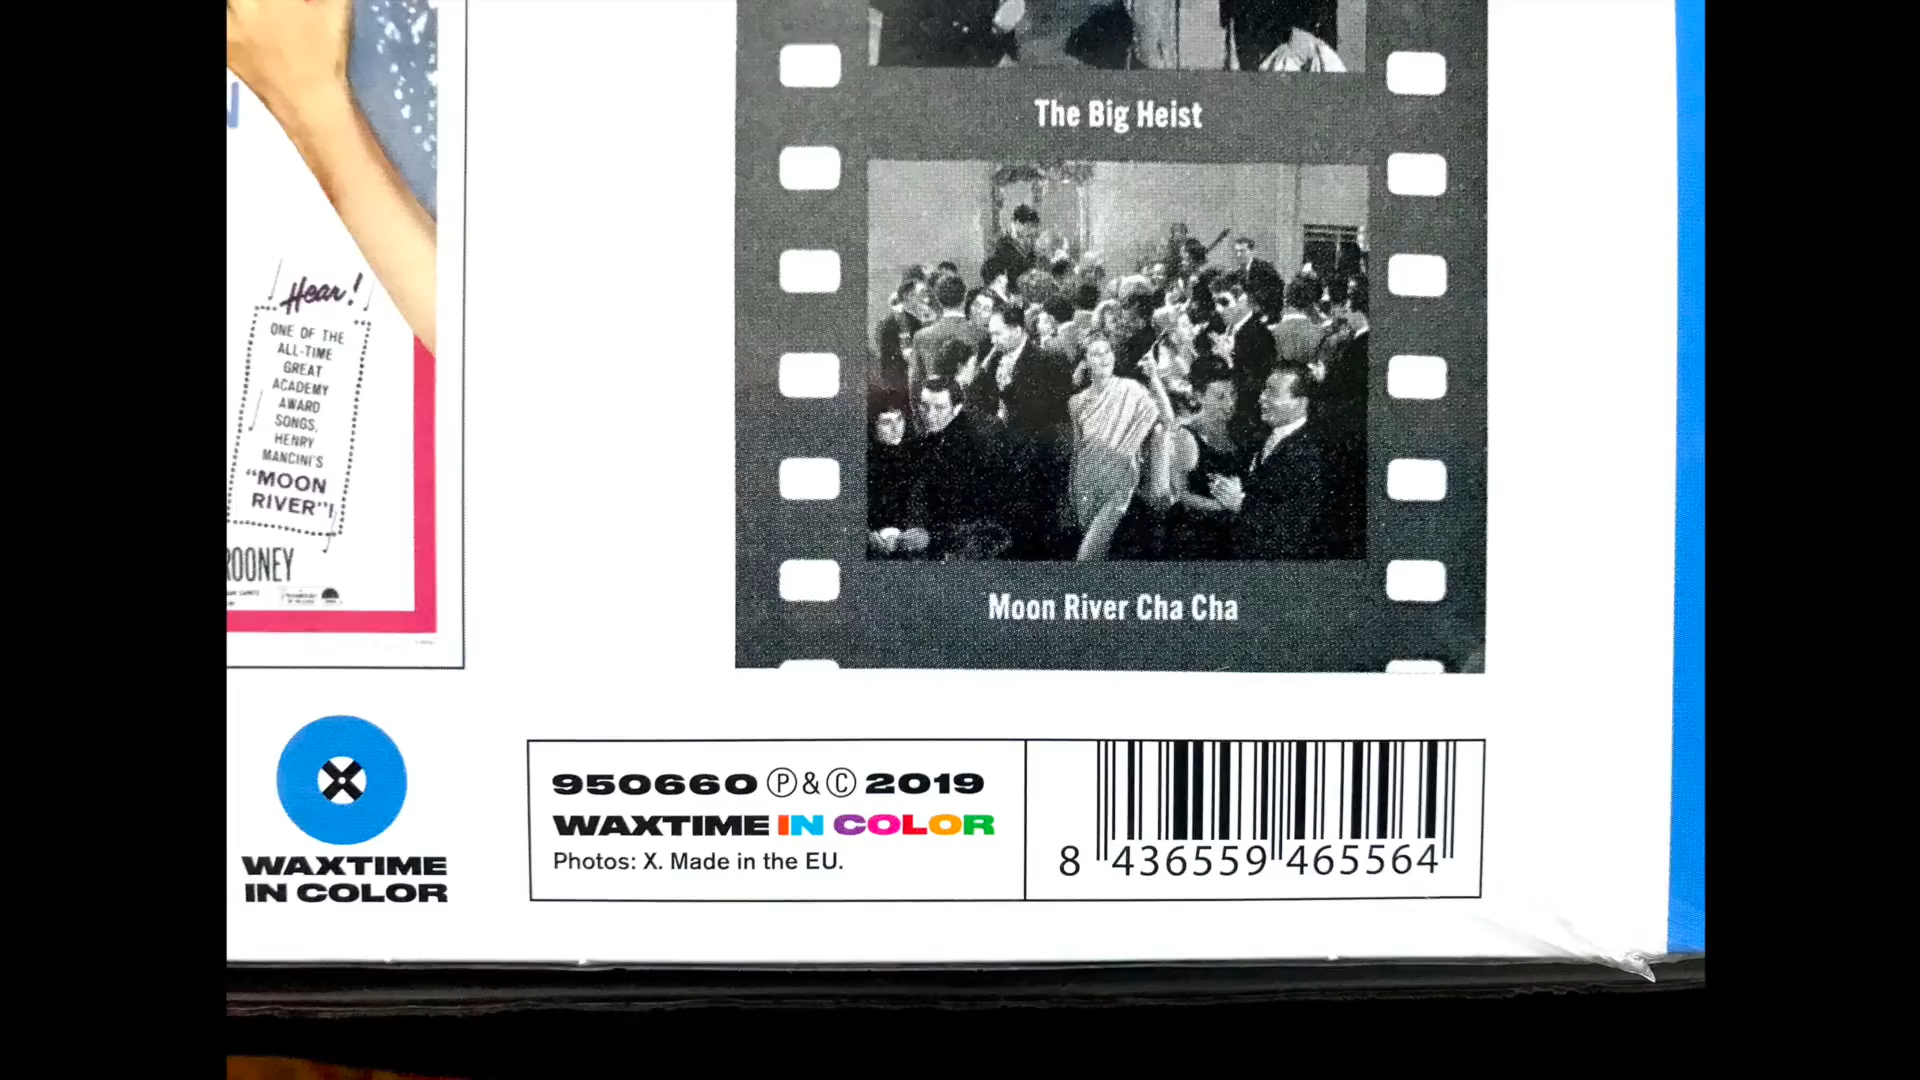 Hear!
ONE OF THE
ALL-TIME
GREAT
ACADEMY
AWARD
SONGS,
HENRY
MANCINI'S
"MOON
RIVER"!
ROONEY
The Big Heist
Moon River Cha Cha
WAXTIME
IN COLOR
950660 Ⓟ & Ⓒ 2019
WAXTIME IN COLOR
Photos: X. Made in the EU.
8 436559 465564